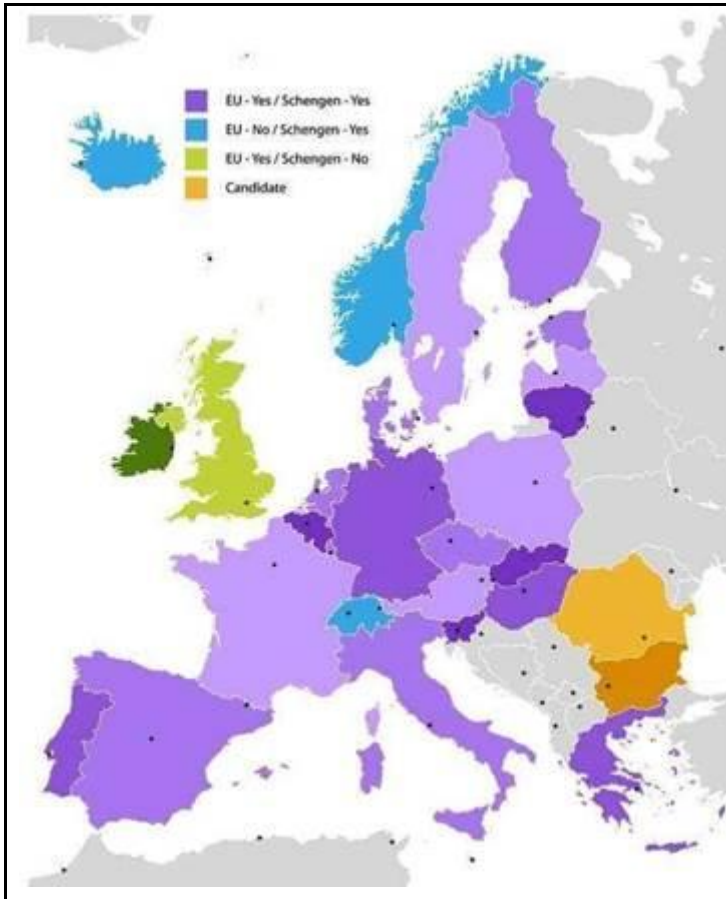 EU - Yes / Schengen - Yes
EU - No / Schengen - Yes
EU - Yes / Schengen - No
Candidate